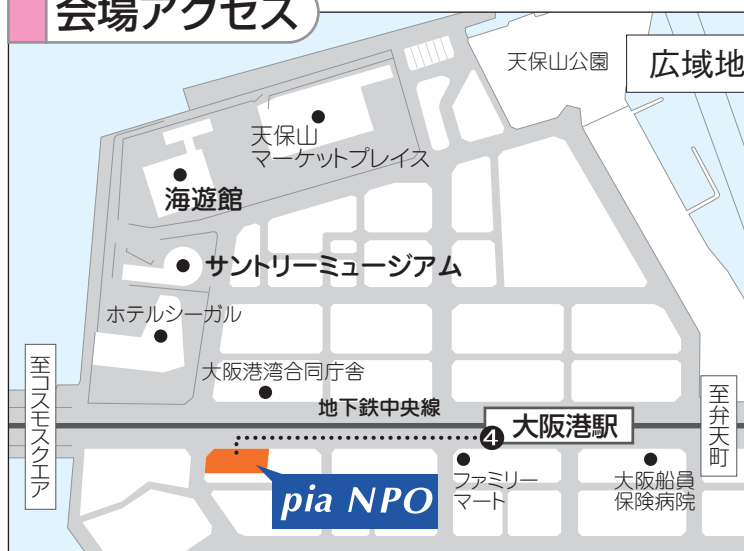 会場アクセス
天保山公園
広域地
天保山
マーケットプレイス
海遊館
サントリーミュージアム
ホテルシーガル
大阪港湾合同庁舎
地下鉄中央線
至コスモスクエア
4
大阪港駅
至弁天町
pia NPO
ファミリー
マート
大阪船員
保険病院